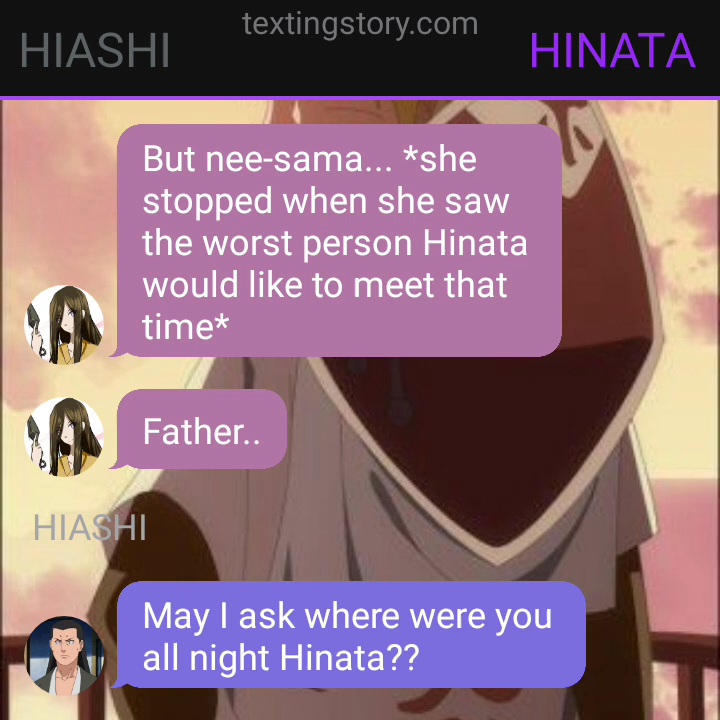 textingstory.com
HIASHI
HINATA
But nee-sama... *she
stopped when she saw
the worst person Hinata
would like to meet that
time*
Father..
HIASHI
May I ask where were you
all night Hinata??